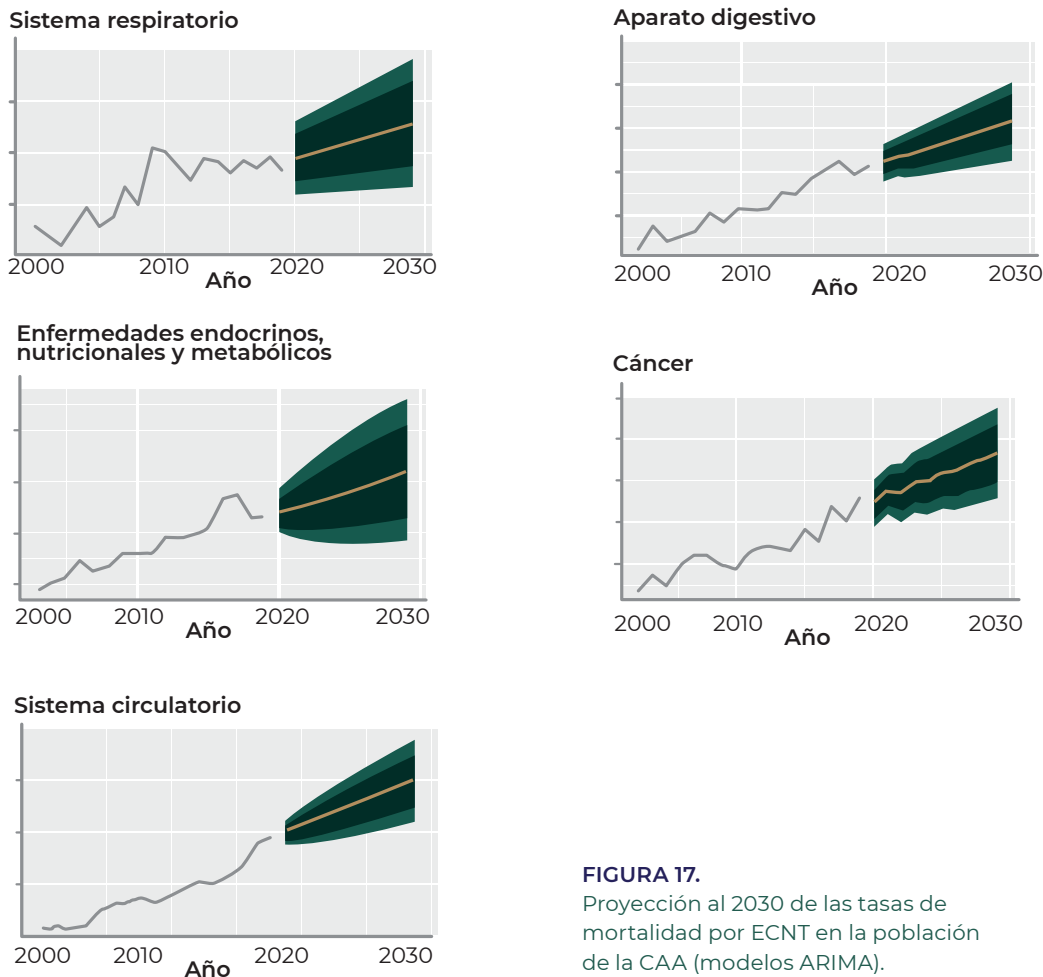 Sistema respiratorio
2000 2010 2020 2030
Año
Aparato digestivo
2000 2010 2020 2030
Año
Enfermedades endocrinos,
nutricionales y metabólicos
2000 2010 2020 2030
Año
Cáncer
2000 2010 2020 2030
Año
Sistema circulatorio
2000 2010 2020 2030
Año
FIGURA 17.
Proyección al 2030 de las tasas de
mortalidad por ECNT en la población
de la CAA (modelos ARIMA).